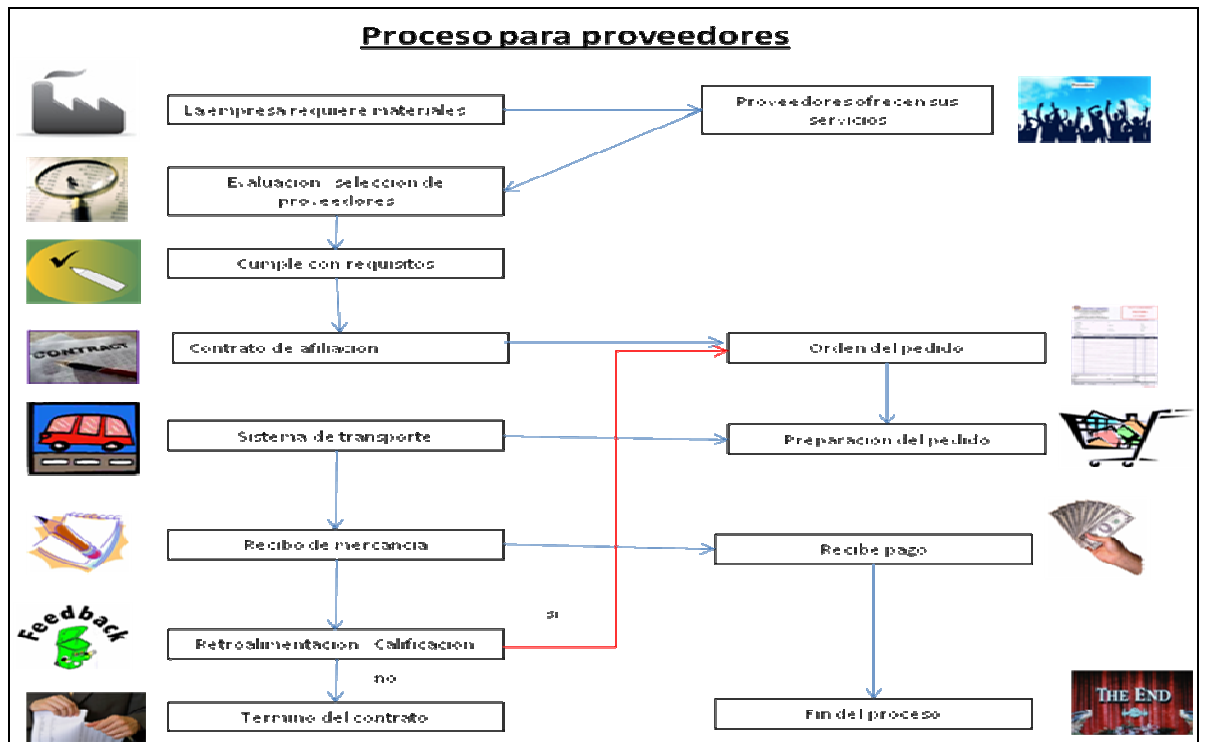 Proceso para proveedores
La empresa requiere materiales
Proveedores ofrecen sus
servicios
Evaluacion seleccion de
proveedores
Cumple con requisitos
CONTRACT
Contrato de afiliacion
Orden del pedido
Sistema de transporte
Preparacion del pedido
Recibo de mercancia
Recibe pago
si
Feedback
Retroalimentacion Calificacion
no
Termino del contrato
Fin del proceso
THE END